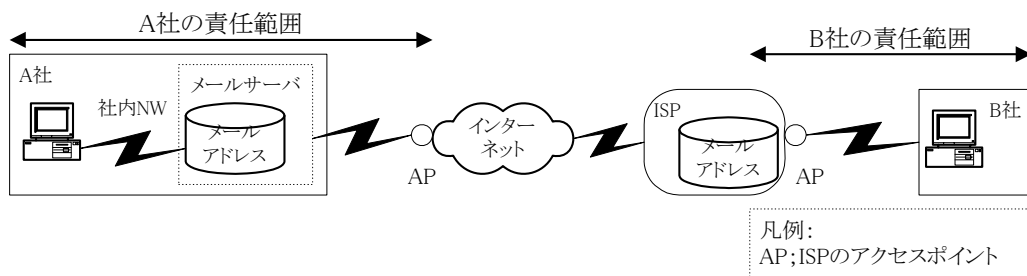 A社の責任範囲
B社の責任範囲
A社
社内NW
メールサーバ
メール
アドレス
AP
インター
ネット
ISP
メール
アドレス
AP
B社
凡例:
AP;ISPのアクセスポイント